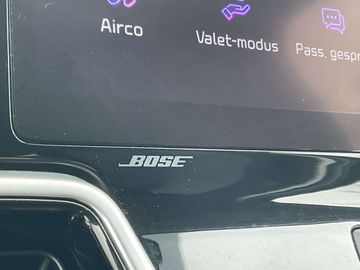 Airco
Valet-modus
Pass. gespr
BOSE